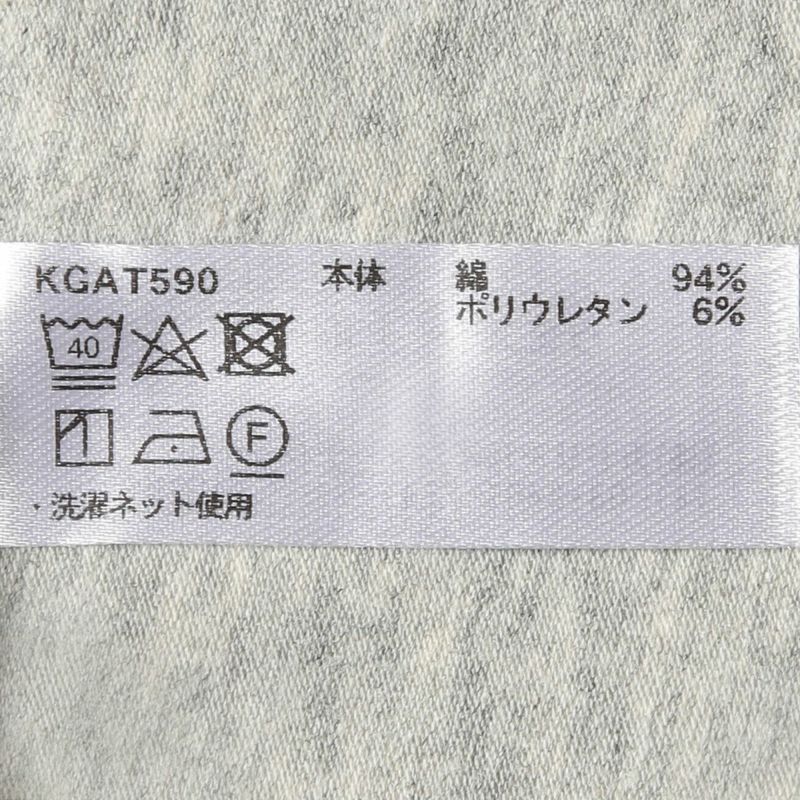 KGAT590 本体 綿 94%
ポリウレタン 6%
40
F
・洗濯ネット使用